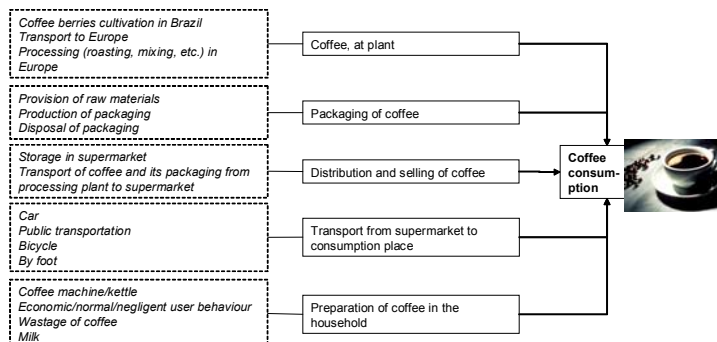 Coffee berries cultivation in Brazil
Transport to Europe
Processing (roasting, mixing, etc.) in
Europe
Coffee, at plant
Provision of raw materials
Production of packaging
Disposal of packaging
Packaging of coffee
Storage in supermarket
Transport of coffee and its packaging from
processing plant to supermarket
Distribution and selling of coffee
Coffee
consum-
ption
Car
Public transportation
Bicycle
By foot
Transport from supermarket to
consumption place
Coffee machine/kettle
Economic/normal/negligent user behaviour
Wastage of coffee
Milk
Preparation of coffee in the
household